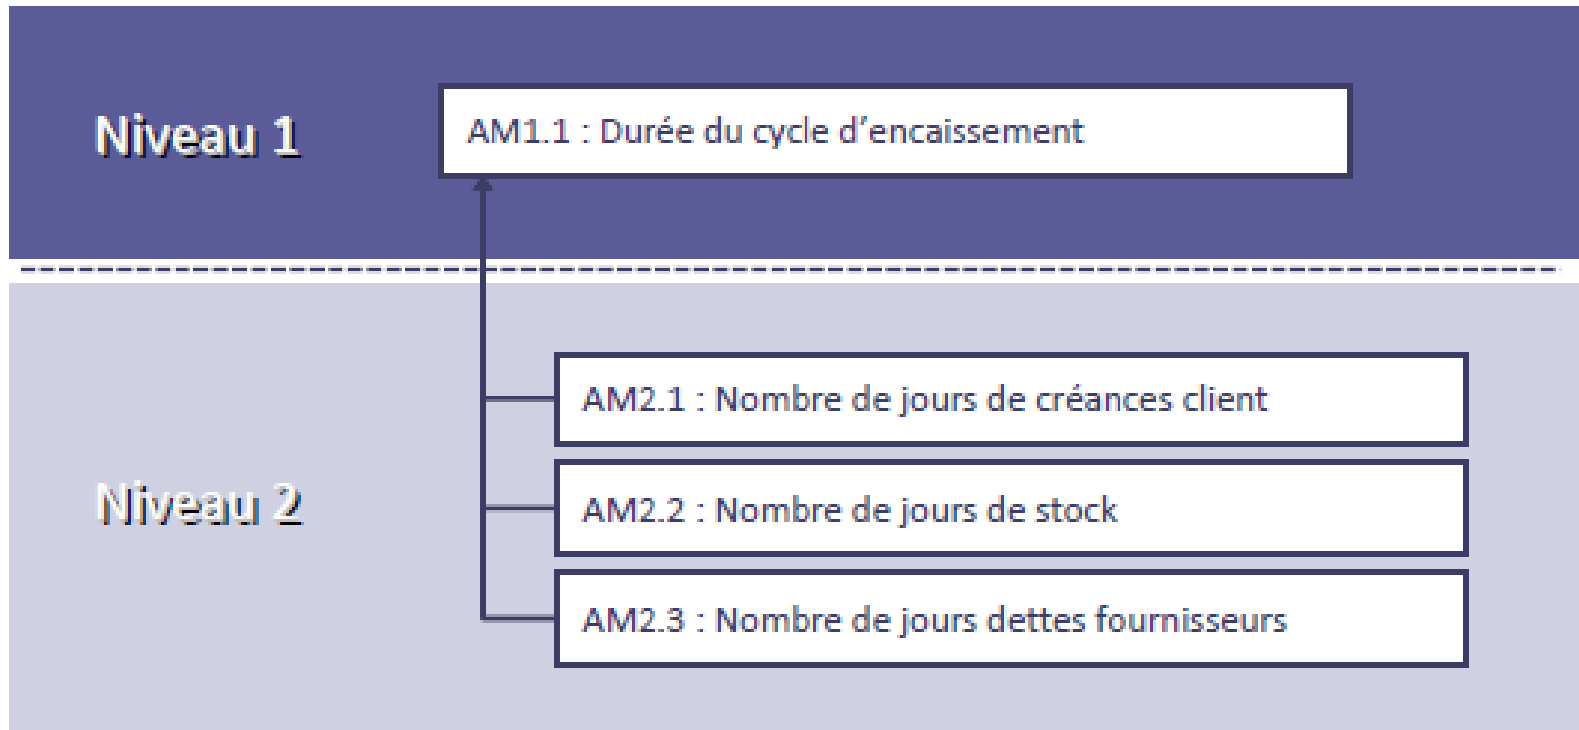 Niveau 1
AM1.1 : Durée du cycle d’encaissement
Niveau 2
AM2.1 : Nombre de jours de créances client
AM2.2 : Nombre de jours de stock
AM2.3 : Nombre de jours dettes fournisseurs